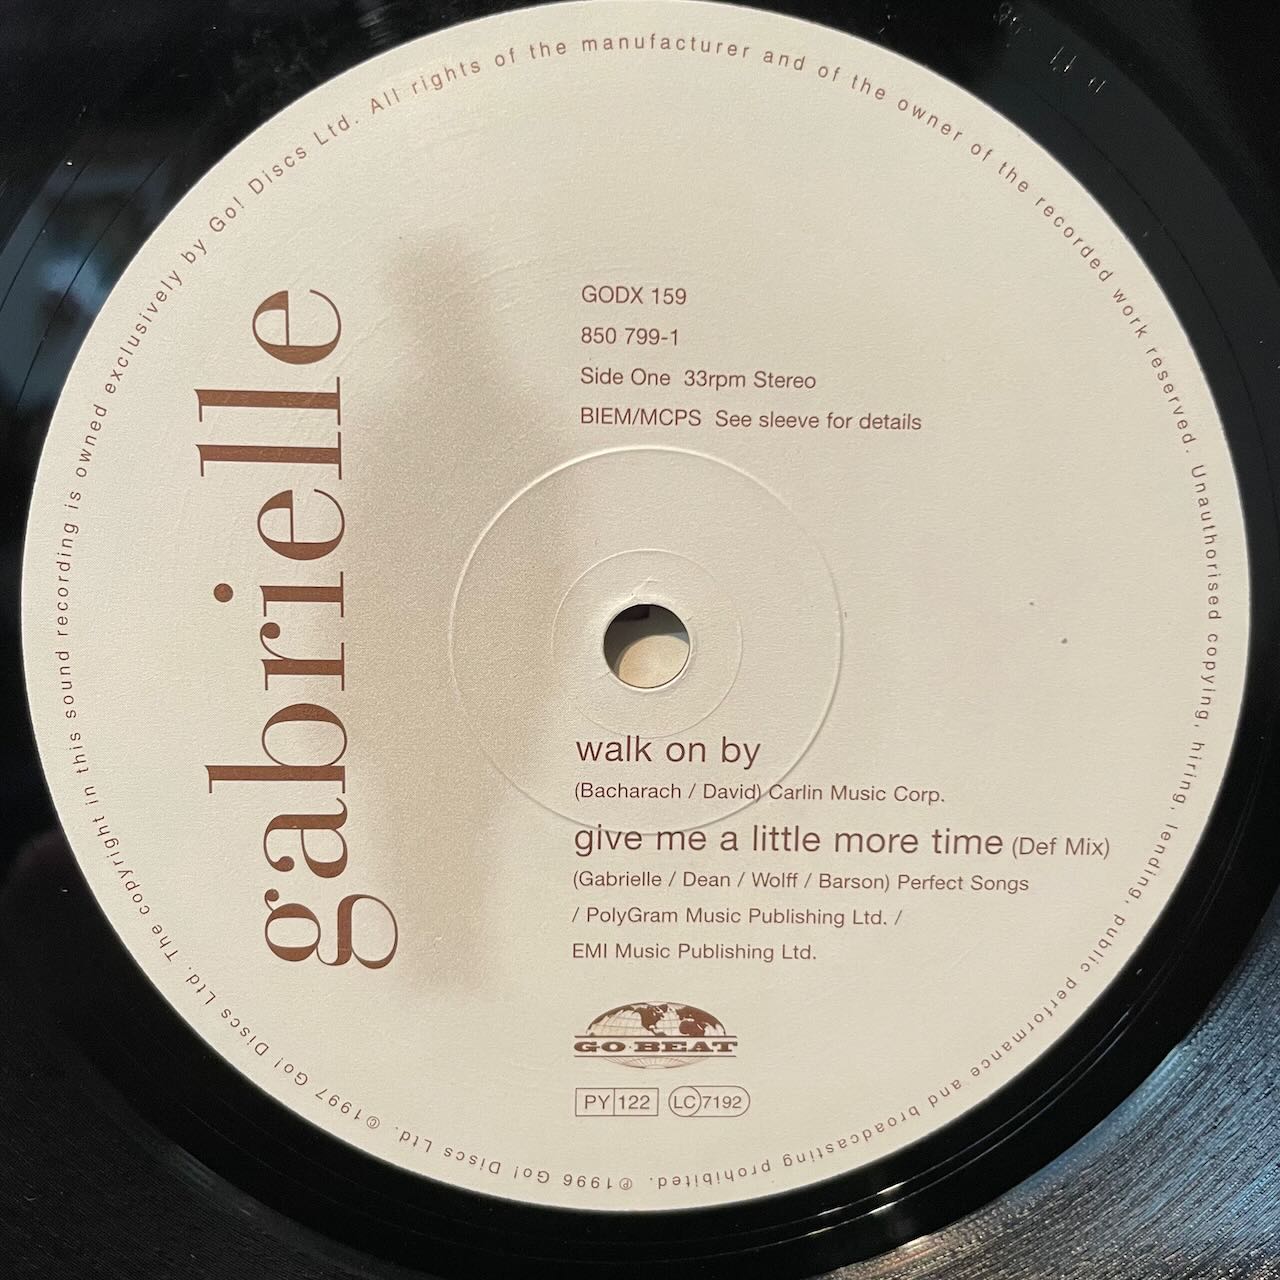 gabrielle
GODX 159
850 799-1
Side One 33rpm Stereo
BIEM/MCPS See sleeve for details
walk on by
(Bacharach / David) Carlin Music Corp.
give me a little more time (Def Mix)
(Gabrielle / Dean / Wolff / Barson) Perfect Songs
/ PolyGram Music Publishing Ltd. /
EMI Music Publishing Ltd.
GO·BEAT
PY 122 LC 7192
℗1996 Go! Discs Ltd. ©1997 Go! Discs Ltd. The copyright in this sound recording is owned exclusively by Go! Discs Ltd. All rights of the manufacturer and of the owner of the recorded work reserved. Unauthorised copying, hiring, lending, public performance and broadcasting prohibited.